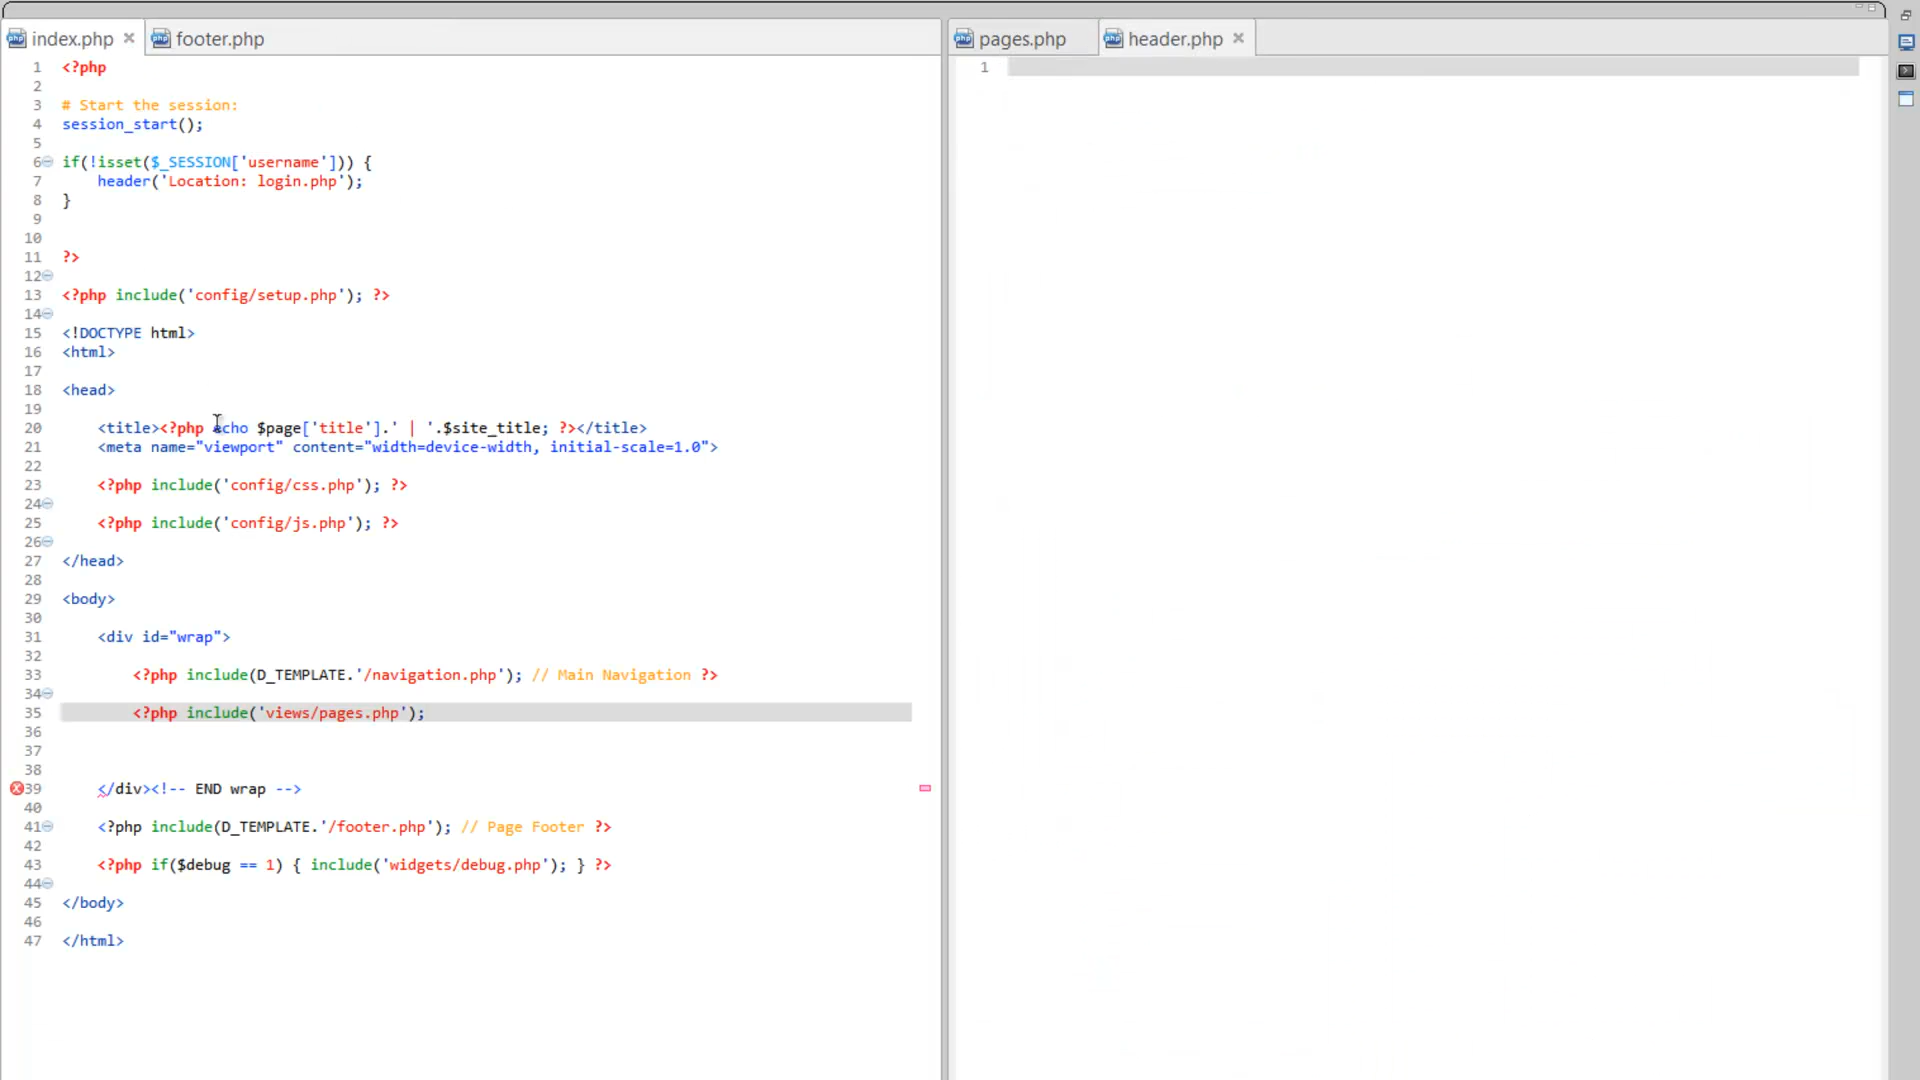 index.php footer.php pages.php header.php
1 <?php
2
3 # Start the session:
4 session_start();
5
6 if(!isset($_SESSION['username'])) {
7 header('Location: login.php');
8 }
9
10
11 ?>
12
13 <?php include('config/setup.php'); ?>
14
15 <!DOCTYPE html>
16 <html>
17
18 <head>
19
20 <title><?php echo $page['title'].' | '.$site_title; ?></title>
21 <meta name="viewport" content="width=device-width, initial-scale=1.0">
22
23 <?php include('config/css.php'); ?>
24
25 <?php include('config/js.php'); ?>
26
27 </head>
28
29 <body>
30
31 <div id="wrap">
32
33 <?php include(D_TEMPLATE.'/navigation.php'); // Main Navigation ?>
34
35 <?php include('views/pages.php');
36
37
38
39 </div><!-- END wrap -->
40
41 <?php include(D_TEMPLATE.'/footer.php'); // Page Footer ?>
42
43 <?php if($debug == 1) { include('widgets/debug.php'); } ?>
44
45 </body>
46
47 </html>
1